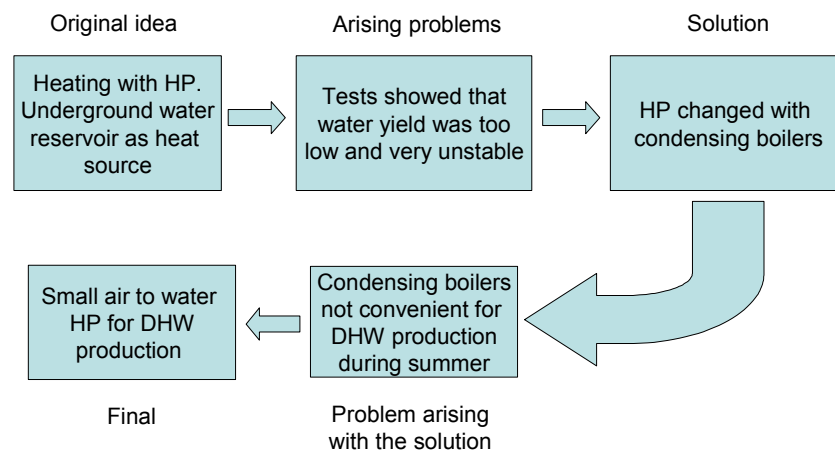 Original idea
Arising problems
Solution
Heating with HP.
Underground water
reservoir as heat
source
Tests showed that
water yield was too
low and very unstable
HP changed with
condensing boilers
Condensing boilers
not convenient for
DHW production
during summer
Problem arising
with the solution
Small air to water
HP for DHW
production
Final